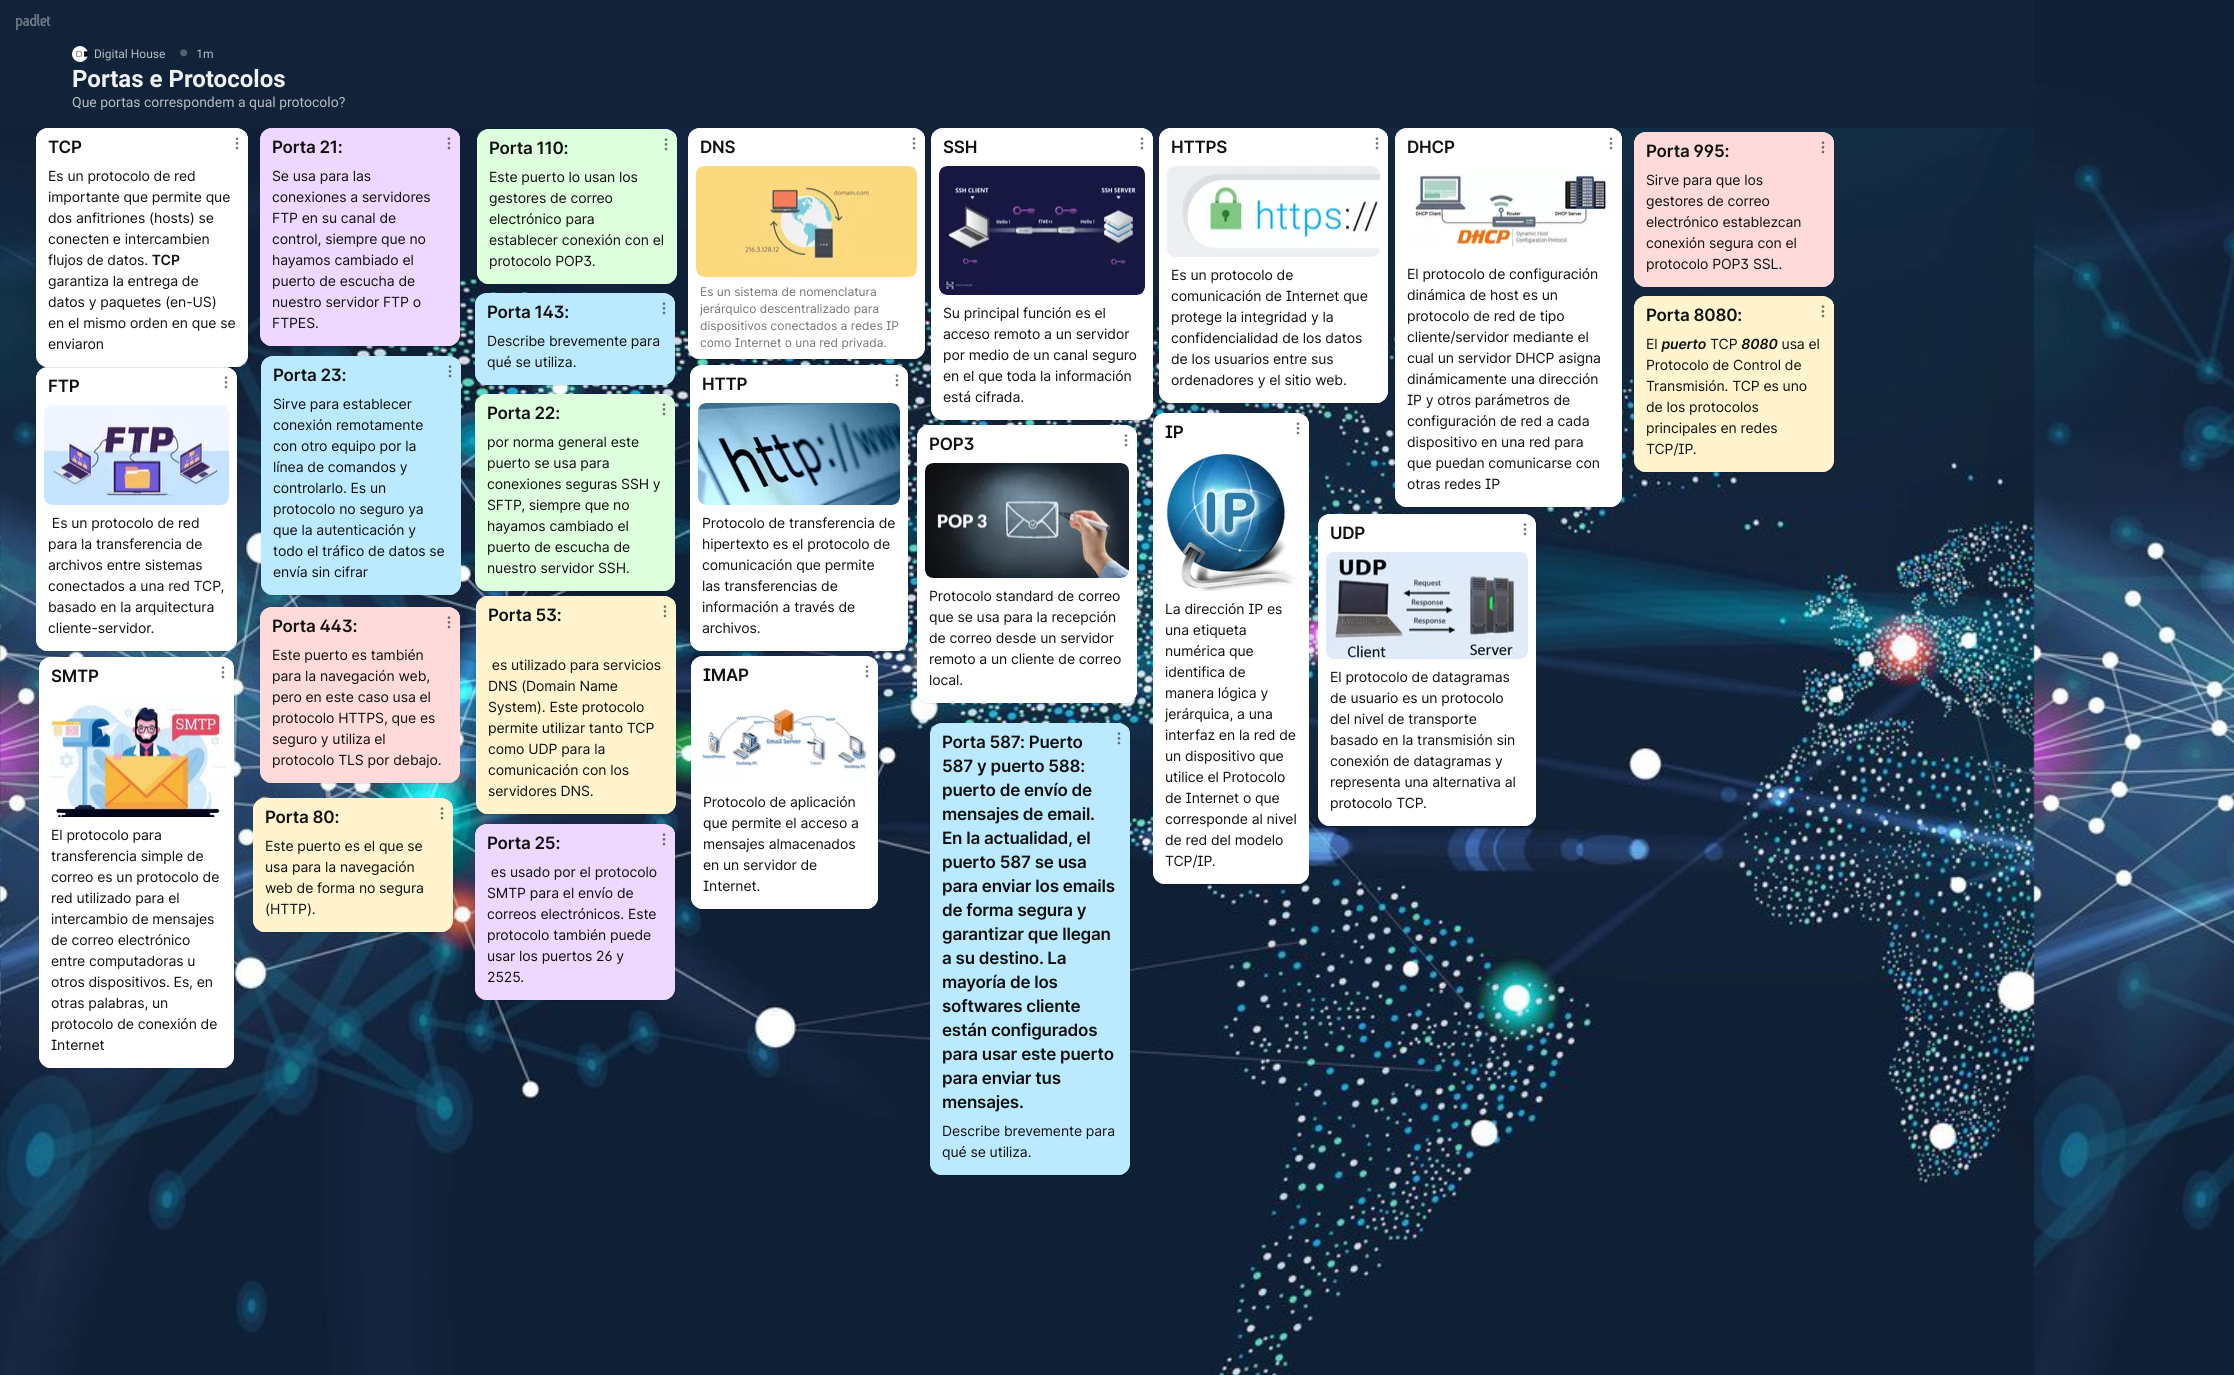 padlet
Digital House 1m
Portas e Protocolos
Que portas correspondem a qual protocolo?
TCP
Es un protocolo de red
importante que permite que
dos anfitriones (hosts) se
conecten e intercambien
flujos de datos. TCP
garantiza la entrega de
datos y paquetes (en-US)
en el mismo orden en que se
enviaron
FTP
FTP
Es un protocolo de red
para la transferencia de
archivos entre sistemas
conectados a una red TCP,
basado en la arquitectura
cliente-servidor.
SMTP
SMTP
El protocolo para
transferencia simple de
correo es un protocolo de
red utilizado para el
intercambio de mensajes
de correo electrónico
entre computadoras u
otros dispositivos. Es, en
otras palabras, un
protocolo de conexión de
Internet
Porta 21:
Se usa para las
conexiones a servidores
FTP en su canal de
control, siempre que no
hayamos cambiado el
puerto de escucha de
nuestro servidor FTP o
FTPES.
Porta 23:
Sirve para establecer
conexión remotamente
con otro equipo por la
línea de comandos y
controlarlo. Es un
protocolo no seguro ya
que la autenticación y
todo el tráfico de datos se
envía sin cifrar
Porta 443:
Este puerto es también
para la navegación web,
pero en este caso usa el
protocolo HTTPS, que es
seguro y utiliza el
protocolo TLS por debajo.
Porta 80:
Este puerto es el que se
usa para la navegación
web de forma no segura
(HTTP).
Porta 110:
Este puerto lo usan los
gestores de correo
electrónico para
establecer conexión con el
protocolo POP3.
Porta 143:
Describe brevemente para
qué se utiliza.
Porta 22:
por norma general este
puerto se usa para
conexiones seguras SSH y
SFTP, siempre que no
hayamos cambiado el
puerto de escucha de
nuestro servidor SSH.
Porta 53:
es utilizado para servicios
DNS (Domain Name
System). Este protocolo
permite utilizar tanto TCP
como UDP para la
comunicación con los
servidores DNS.
Porta 25:
es usado por el protocolo
SMTP para el envío de
correos electrónicos. Este
protocolo también puede
usar los puertos 26 y
2525.
DNS
domain.com
216.3.128.12
Es un sistema de nomenclatura
jerárquico descentralizado para
dispositivos conectados a redes IP
como Internet o una red privada.
HTTP
http://www
Protocolo de transferencia de
hipertexto es el protocolo de
comunicación que permite
las transferencias de
información a través de
archivos.
IMAP
Email Server
Protocolo de aplicación
que permite el acceso a
mensajes almacenados
en un servidor de
Internet.
SSH
SSH CLIENT SSH SERVER
Hello ! Hello !
Su principal función es el
acceso remoto a un servidor
por medio de un canal seguro
en el que toda la información
está cifrada.
POP3
POP 3
Protocolo standard de correo
que se usa para la recepción
de correo desde un servidor
remoto a un cliente de correo
local.
Porta 587: Puerto
587 y puerto 588:
puerto de envío de
mensajes de email.
En la actualidad, el
puerto 587 se usa
para enviar los emails
de forma segura y
garantizar que llegan
a su destino. La
mayoría de los
softwares cliente
están configurados
para usar este puerto
para enviar tus
mensajes.
Describe brevemente para
qué se utiliza.
HTTPS
https://
Es un protocolo de
comunicación de Internet que
protege la integridad y la
confidencialidad de los datos
de los usuarios entre sus
ordenadores y el sitio web.
IP
IP
La dirección IP es
una etiqueta
numérica que
identifica de
manera lógica y
jerárquica, a una
interfaz en la red de
un dispositivo que
utilice el Protocolo
de Internet o que
corresponde al nivel
de red del modelo
TCP/IP.
DHCP
DHCP Client Router DHCP Server
DHCP Dynamic Host
Configuration Protocol
El protocolo de configuración
dinámica de host es un
protocolo de red de tipo
cliente/servidor mediante el
cual un servidor DHCP asigna
dinámicamente una dirección
IP y otros parámetros de
configuración de red a cada
dispositivo en una red para
que puedan comunicarse con
otras redes IP
UDP
UDP
Request
Response
Response
Client Server
El protocolo de datagramas
de usuario es un protocolo
del nivel de transporte
basado en la transmisión sin
conexión de datagramas y
representa una alternativa al
protocolo TCP.
Porta 995:
Sirve para que los
gestores de correo
electrónico establezcan
conexión segura con el
protocolo POP3 SSL.
Porta 8080:
El puerto TCP 8080 usa el
Protocolo de Control de
Transmisión. TCP es uno
de los protocolos
principales en redes
TCP/IP.